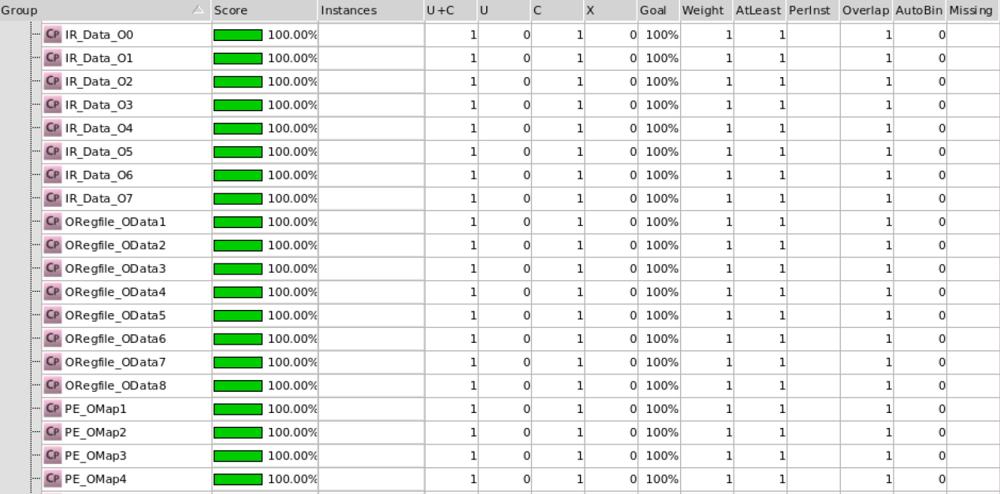 Group Score Instances U+C U C X Goal Weight AtLeast PerInst Overlap AutoBin Missing
CP IR_Data_O0 100.00% 1 0 1 0 100% 1 1 1 0
CP IR_Data_O1 100.00% 1 0 1 0 100% 1 1 1 0
CP IR_Data_O2 100.00% 1 0 1 0 100% 1 1 1 0
CP IR_Data_O3 100.00% 1 0 1 0 100% 1 1 1 0
CP IR_Data_O4 100.00% 1 0 1 0 100% 1 1 1 0
CP IR_Data_O5 100.00% 1 0 1 0 100% 1 1 1 0
CP IR_Data_O6 100.00% 1 0 1 0 100% 1 1 1 0
CP IR_Data_O7 100.00% 1 0 1 0 100% 1 1 1 0
CP ORegfile_OData1 100.00% 1 0 1 0 100% 1 1 1 0
CP ORegfile_OData2 100.00% 1 0 1 0 100% 1 1 1 0
CP ORegfile_OData3 100.00% 1 0 1 0 100% 1 1 1 0
CP ORegfile_OData4 100.00% 1 0 1 0 100% 1 1 1 0
CP ORegfile_OData5 100.00% 1 0 1 0 100% 1 1 1 0
CP ORegfile_OData6 100.00% 1 0 1 0 100% 1 1 1 0
CP ORegfile_OData7 100.00% 1 0 1 0 100% 1 1 1 0
CP ORegfile_OData8 100.00% 1 0 1 0 100% 1 1 1 0
CP PE_OMap1 100.00% 1 0 1 0 100% 1 1 1 0
CP PE_OMap2 100.00% 1 0 1 0 100% 1 1 1 0
CP PE_OMap3 100.00% 1 0 1 0 100% 1 1 1 0
CP PE_OMap4 100.00% 1 0 1 0 100% 1 1 1 0